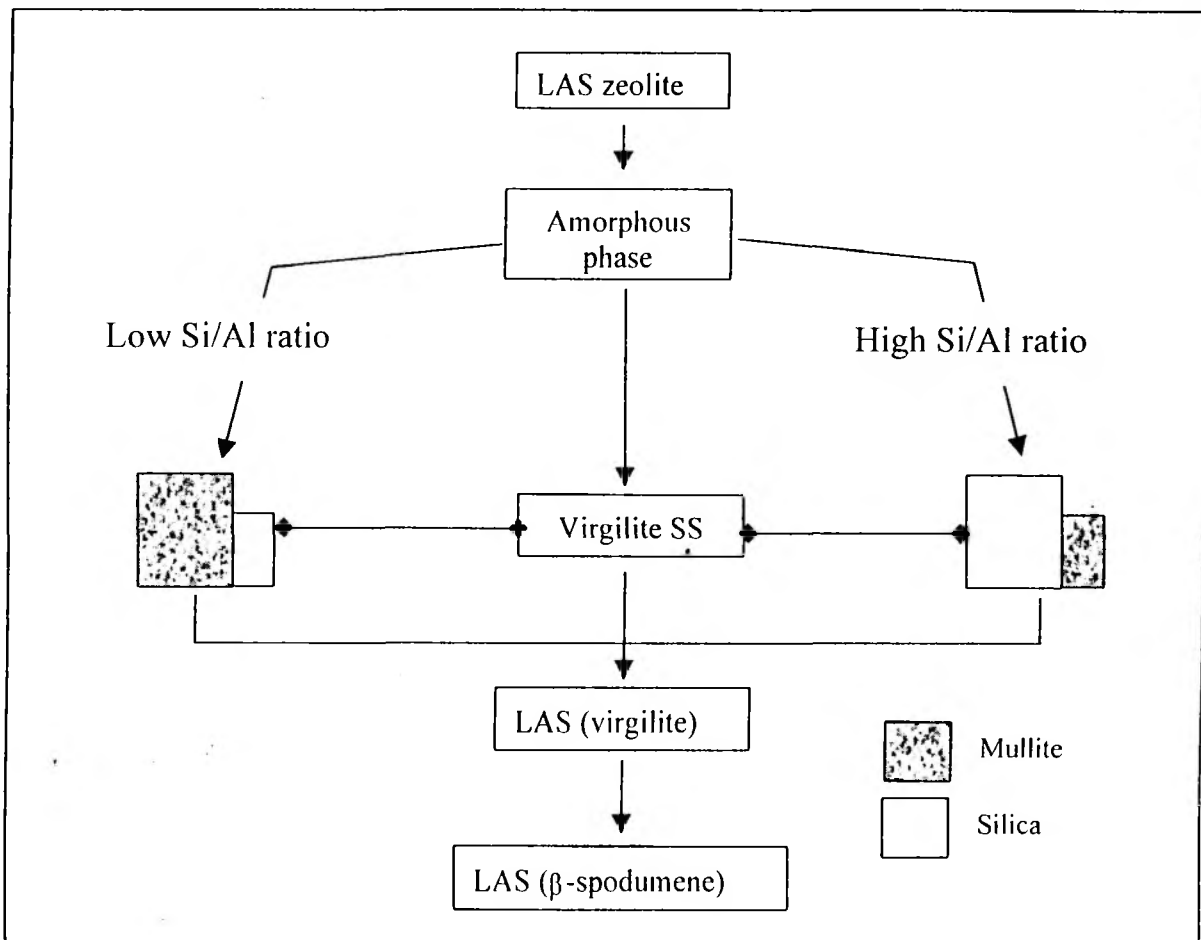 LAS zeolite
Amorphous
phase
Low Si/Al ratio
High Si/Al ratio
Virgilite SS
LAS (virgilite)
Mullite
Silica
LAS (β-spodumene)